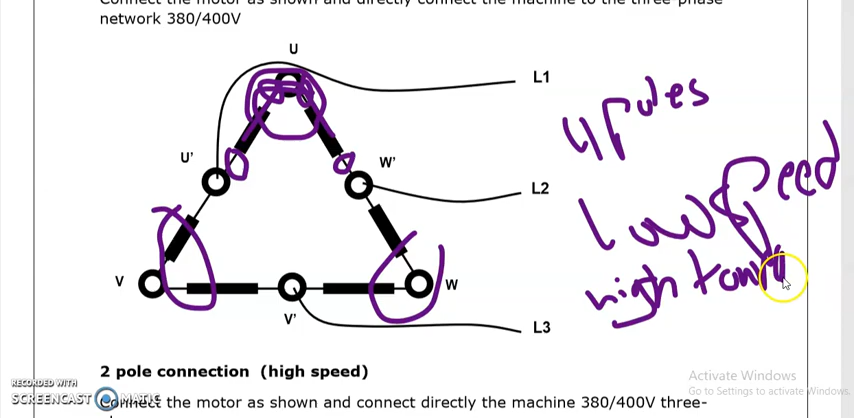 Connect the motor as shown and directly connect the machine to the three-phase
network 380/400V
U
L1
4 Poles
U'
W'
L2
low speed
V
W
high
V'
L3
2 pole connection (high speed)
Activate Windows
Go to Settings to activate Windows.
RECORDED WITH
SCREENCAST MATIC
Connect the motor as shown and connect directly the machine 380/400V three-